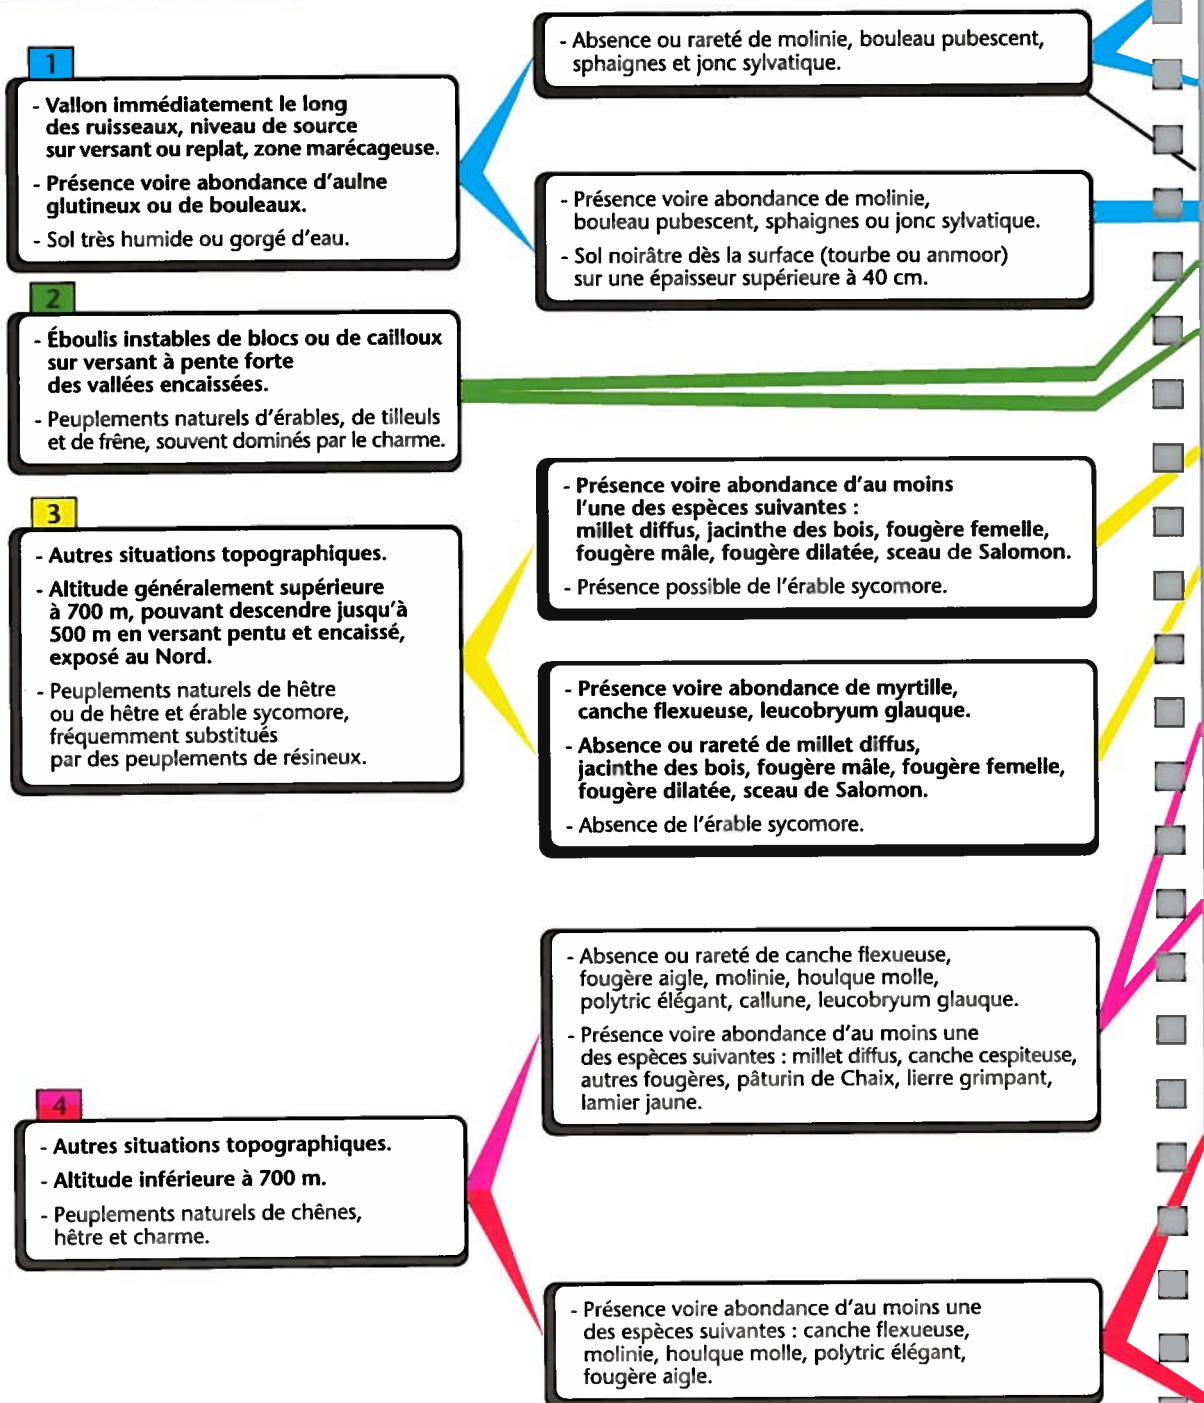 1
- Vallon immédiatement le long
des ruisseaux, niveau de source
sur versant ou replat, zone marécageuse.
- Présence voire abondance d'aulne
glutineux ou de bouleaux.
- Sol très humide ou gorgé d'eau.
- Absence ou rareté de molinie, bouleau pubescent,
sphaignes et jonc sylvatique.
- Présence voire abondance de molinie,
bouleau pubescent, sphaignes ou jonc sylvatique.
- Sol noirâtre dès la surface (tourbe ou anmoor)
sur une épaisseur supérieure à 40 cm.
2
- Éboulis instables de blocs ou de cailloux
sur versant à pente forte
des vallées encaissées.
- Peuplements naturels d'érables, de tilleuls
et de frêne, souvent dominés par le charme.
3
- Autres situations topographiques.
- Altitude généralement supérieure
à 700 m, pouvant descendre jusqu'à
500 m en versant pentu et encaissé,
exposé au Nord.
- Peuplements naturels de hêtre
ou de hêtre et érable sycomore,
fréquemment substitués
par des peuplements de résineux.
- Présence voire abondance d'au moins
l'une des espèces suivantes :
millet diffus, jacinthe des bois, fougère femelle,
fougère mâle, fougère dilatée, sceau de Salomon.
- Présence possible de l'érable sycomore.
- Présence voire abondance de myrtille,
canche flexueuse, leucobryum glauque.
- Absence ou rareté de millet diffus,
jacinthe des bois, fougère mâle, fougère femelle,
fougère dilatée, sceau de Salomon.
- Absence de l'érable sycomore.
4
- Autres situations topographiques.
- Altitude inférieure à 700 m.
- Peuplements naturels de chênes,
hêtre et charme.
- Absence ou rareté de canche flexueuse,
fougère aigle, molinie, houlque molle,
polytric élégant, callune, leucobryum glauque.
- Présence voire abondance d'au moins une
des espèces suivantes : millet diffus, canche cespiteuse,
autres fougères, pâturin de Chaix, lierre grimpant,
lamier jaune.
- Présence voire abondance d'au moins une
des espèces suivantes : canche flexueuse,
molinie, houlque molle, polytric élégant,
fougère aigle.